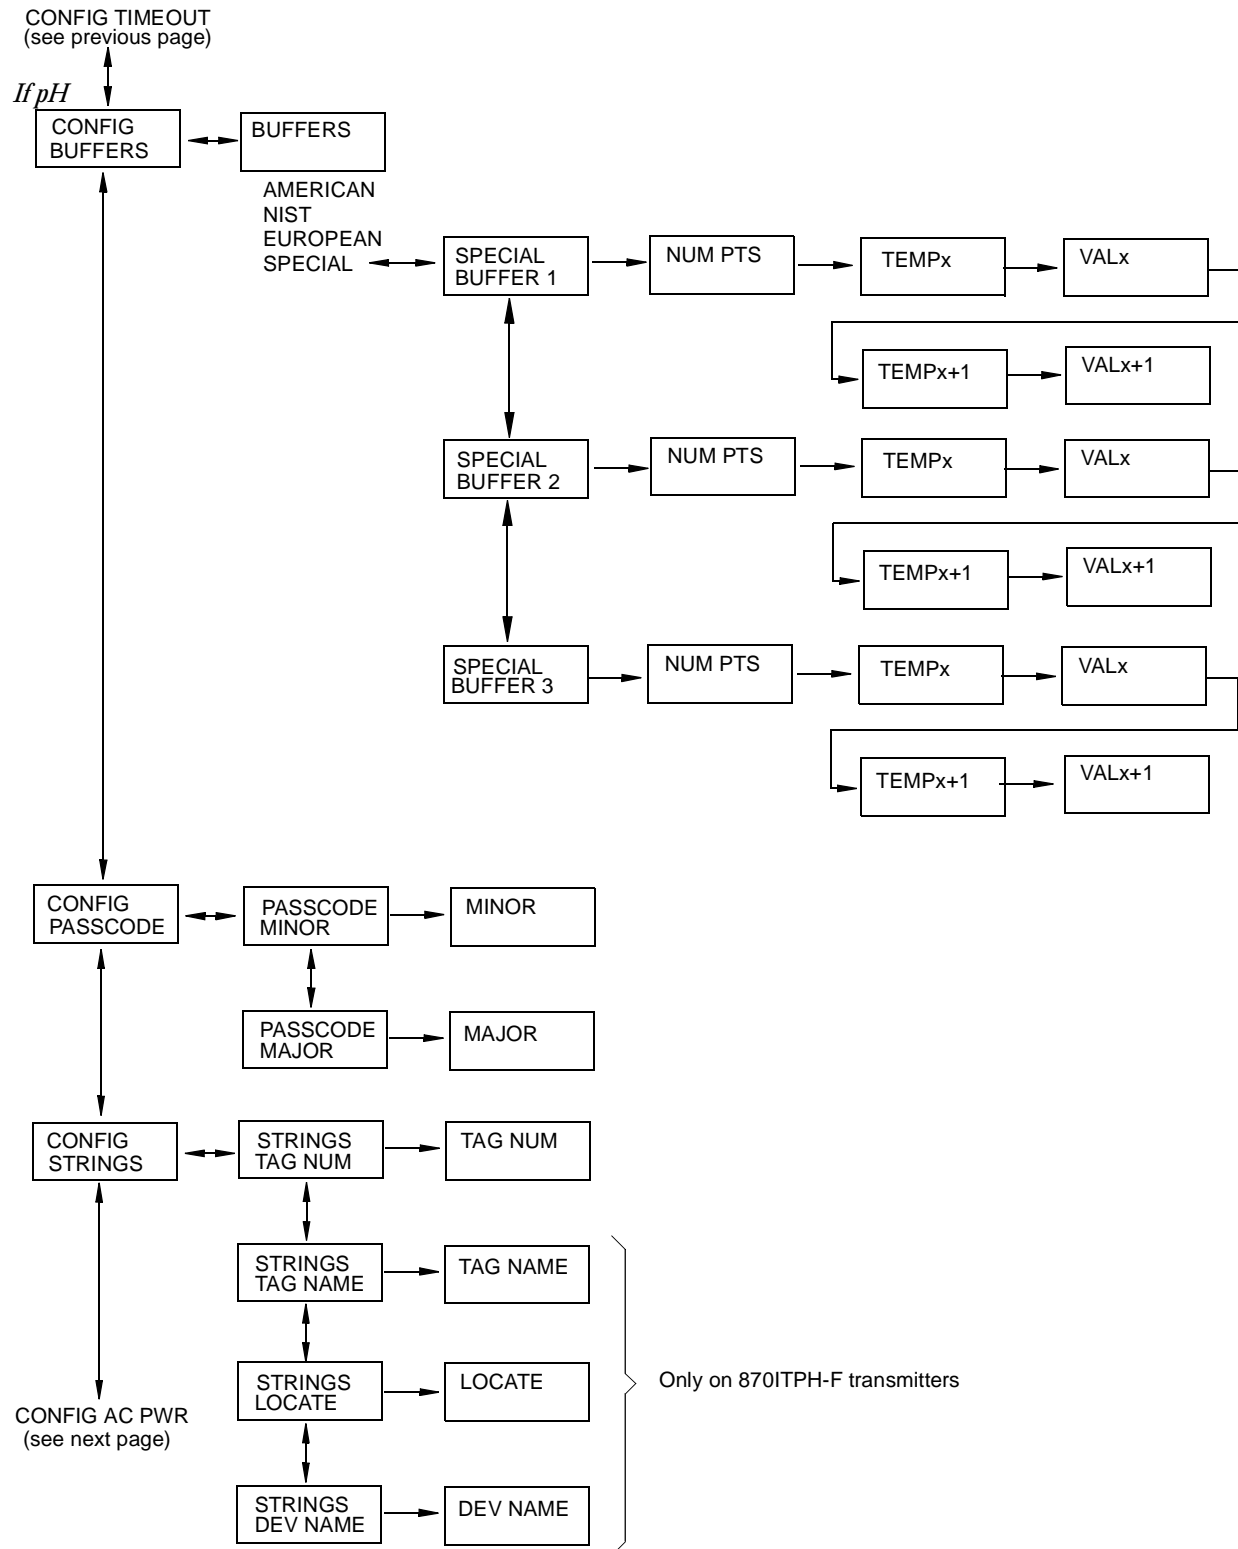 CONFIG TIMEOUT
(see previous page)
If pH
CONFIG
BUFFERS
BUFFERS
AMERICAN
NIST
EUROPEAN
SPECIAL
SPECIAL
BUFFER 1
NUM PTS
TEMPx
VALx
TEMPx+1
VALx+1
SPECIAL
BUFFER 2
NUM PTS
TEMPx
VALx
TEMPx+1
VALx+1
SPECIAL
BUFFER 3
NUM PTS
TEMPx
VALx
TEMPx+1
VALx+1
CONFIG
PASSCODE
PASSCODE
MINOR
MINOR
PASSCODE
MAJOR
MAJOR
CONFIG
STRINGS
STRINGS
TAG NUM
TAG NUM
STRINGS
TAG NAME
TAG NAME
STRINGS
LOCATE
LOCATE
Only on 870ITPH-F transmitters
CONFIG AC PWR
(see next page)
STRINGS
DEV NAME
DEV NAME